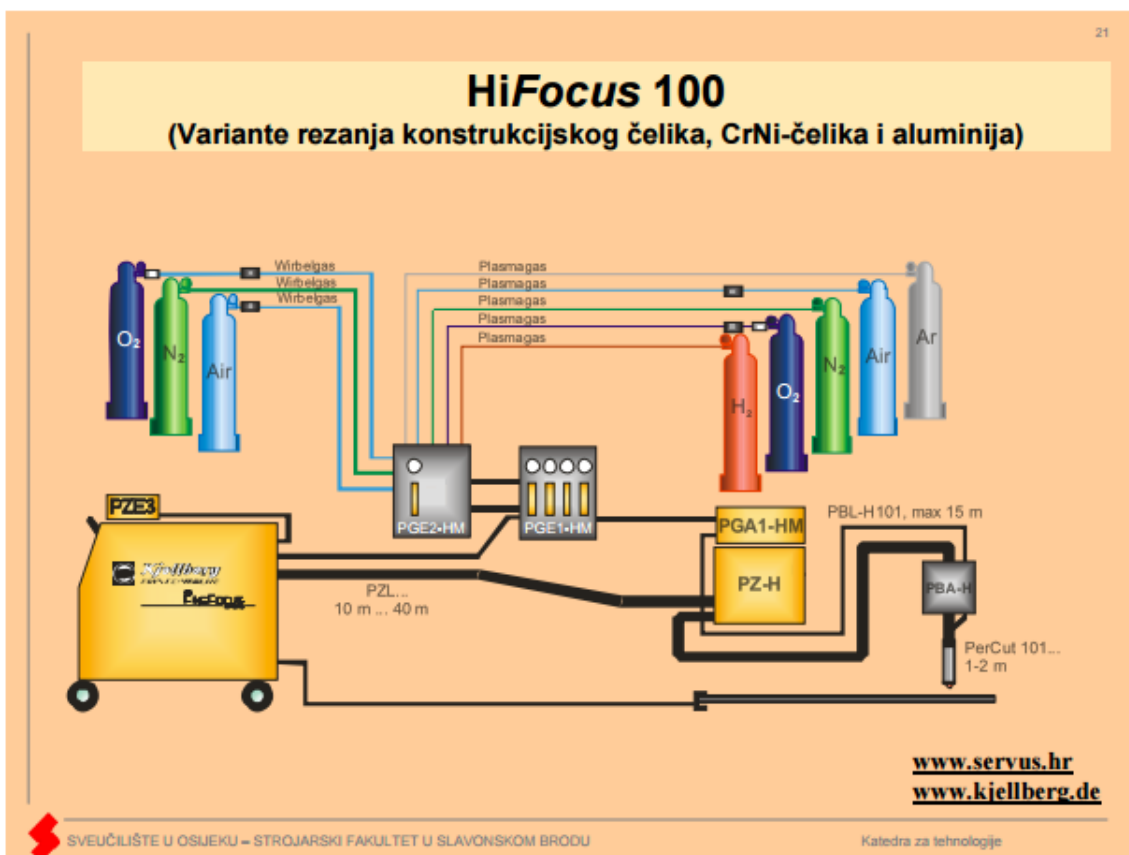 21
HiFocus 100
(Variante rezanja konstrukcijskog čelika, CrNi-čelika i aluminija)
Wirbelgas
Wirbelgas
Wirbelgas
Plasmagas
Plasmagas
Plasmagas
Plasmagas
Plasmagas
O₂
N₂
Air
H₂
O₂
N₂
Air
Ar
PGE2-HM
PGE1-HM
PZE3
Kjellberg
PZL...
10 m ... 40 m
PGA1-HM
PZ-H
PBL-H101, max 15 m
PBA-H
PerCut 101...
1-2 m
www.servus.hr
www.kjellberg.de
SVEUČILIŠTE U OSIJEKU – STROJARSKI FAKULTET U SLAVONSKOM BRODU
Katedra za tehnologije